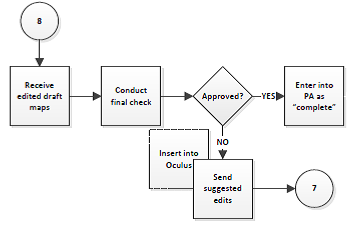 8
Receive
edited draft
maps
Conduct
final check
Approved?
YES
Enter into
PA as
“complete”
NO
Insert into
Oculus
Send
suggested
edits
7